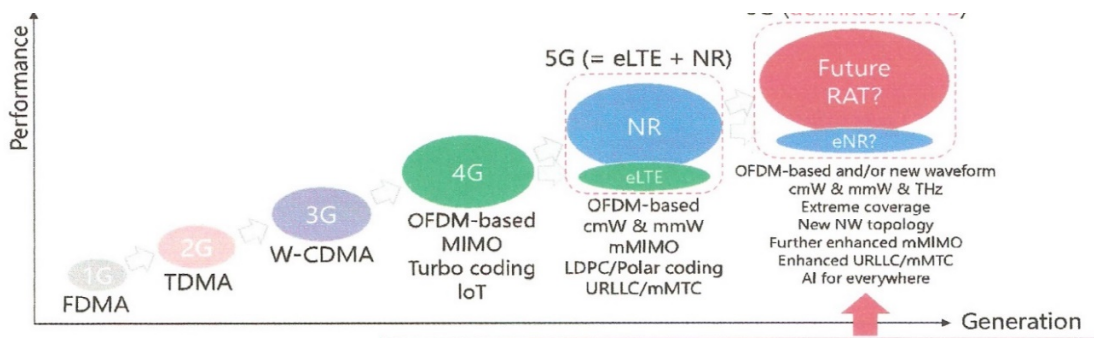 Performance
1G
FDMA
2G
TDMA
3G
W-CDMA
4G
OFDM-based
MIMO
Turbo coding
IoT
5G (= eLTE + NR)
NR
eLTE
OFDM-based
cmW & mmW
mMIMO
LDPC/Polar coding
URLLC/mMTC
Future
RAT?
eNR?
OFDM-based and/or new waveform
cmW & mmW & THz
Extreme coverage
New NW topology
Further enhanced mMIMO
Enhanced URLLC/mMTC
AI for everywhere
Generation